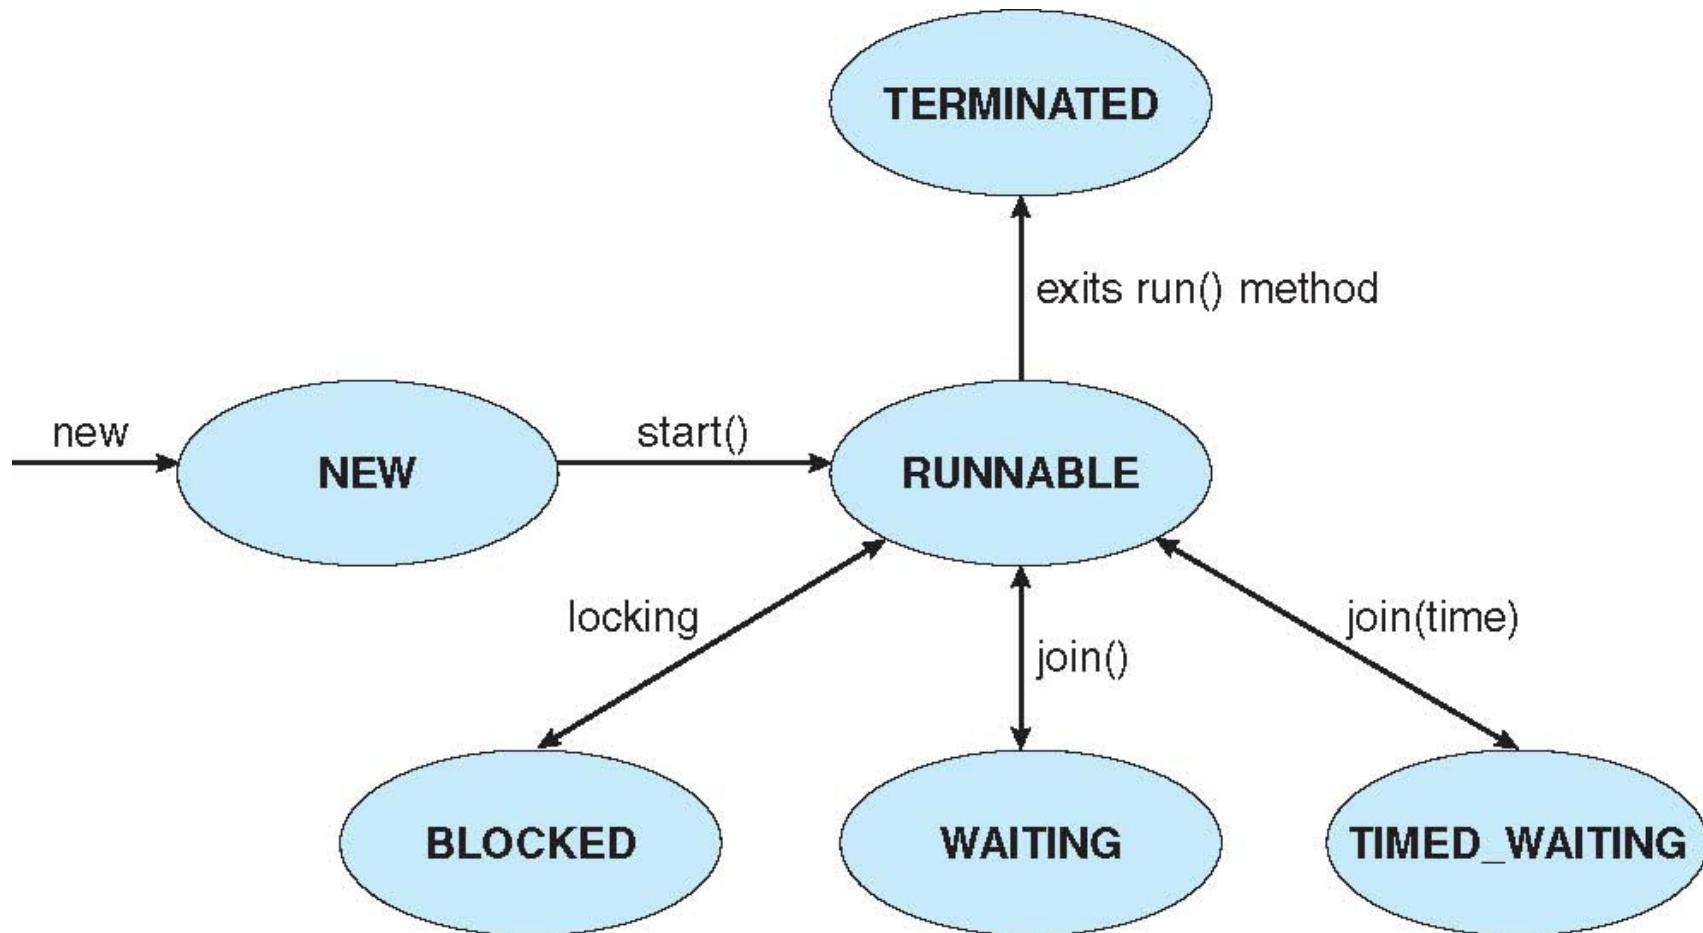 TERMINATED
exits run() method
new
start()
NEW
RUNNABLE
locking
join()
join(time)
BLOCKED
WAITING
TIMED_WAITING